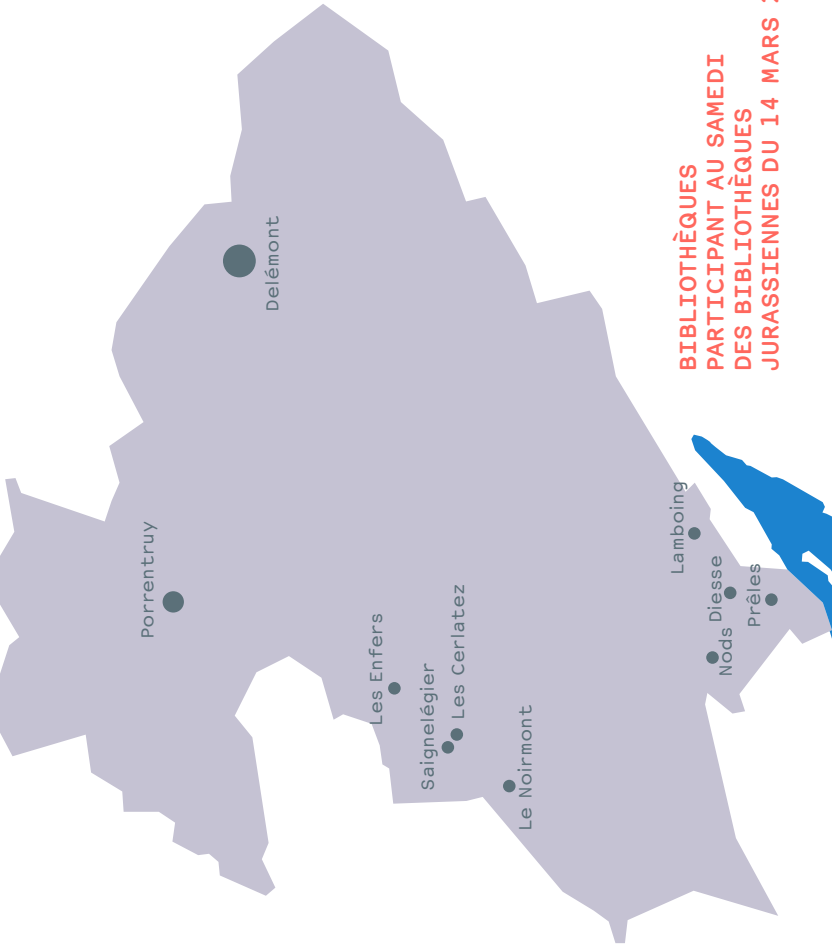 Porrentruy
Delémont
Les Enfers
Saignelégier
Les Cerlatez
Le Noirmont
Lamboing
Diesse
Nods
Prêles
BIBLIOTHÈQUES
PARTICIPANT AU SAMEDI
DES BIBLIOTHÈQUES
JURASSIENNES DU 14 MARS